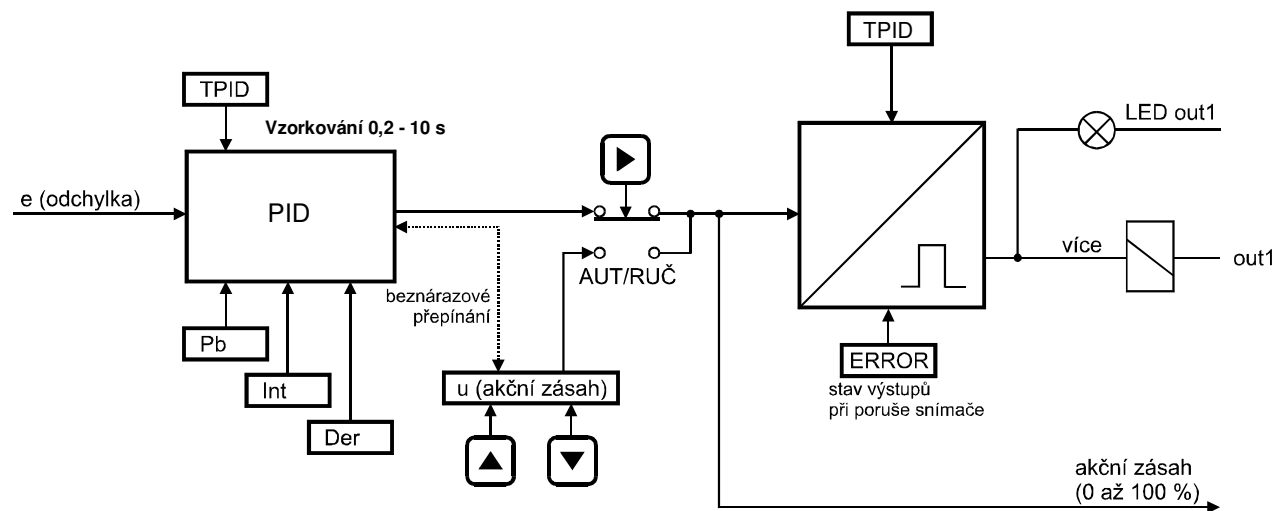 TPID
TPID
Vzorkování 0,2 - 10 s
LED out1
e (odchylka)
PID
více
out1
AUT/RUČ
beznárazové
přepínání
Pb
ERROR
Int
u (akční zásah)
stav výstupů
při poruše snímače
Der
akční zásah
(0 až 100 %)